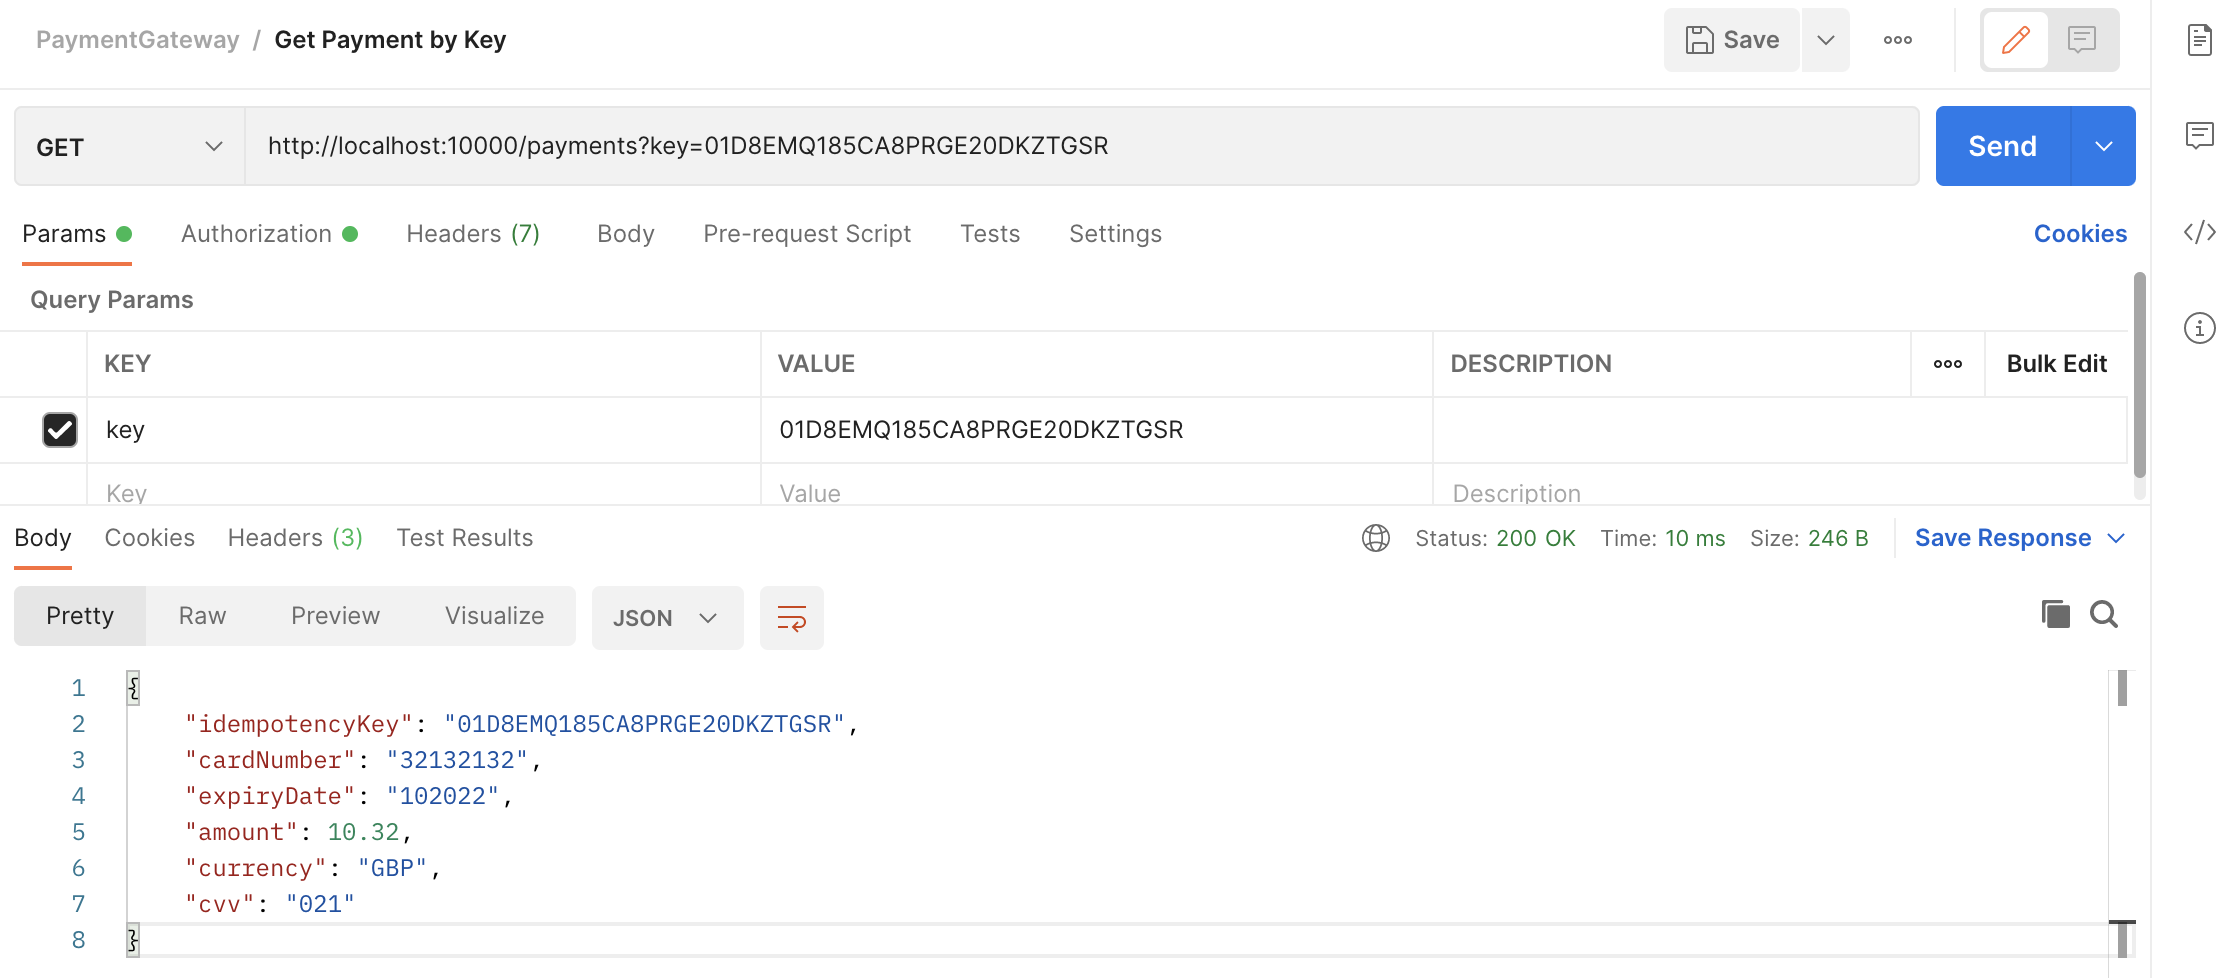 PaymentGateway / Get Payment by Key
Save
GET
http://localhost:10000/payments?key=01D8EMQ185CA8PRGE20DKZTGSR
Send
Params Authorization Headers (7) Body Pre-request Script Tests Settings Cookies
Query Params
KEY VALUE DESCRIPTION ooo Bulk Edit
key 01D8EMQ185CA8PRGE20DKZTGSR
Key Value Description
Body Cookies Headers (3) Test Results Status: 200 OK Time: 10 ms Size: 246 B Save Response
Pretty Raw Preview Visualize JSON
1 {
2 "idempotencyKey": "01D8EMQ185CA8PRGE20DKZTGSR",
3 "cardNumber": "32132132",
4 "expiryDate": "102022",
5 "amount": 10.32,
6 "currency": "GBP",
7 "cvv": "021"
8 }